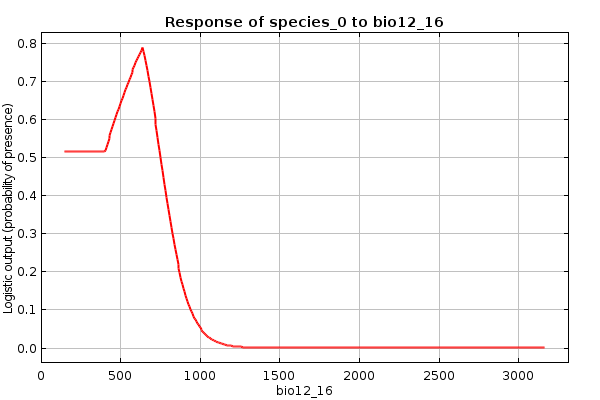 Response of species_0 to bio12_16
Logistic output (probability of presence)
0.8
0.7
0.6
0.5
0.4
0.3
0.2
0.1
0.0
0 500 1000 1500 2000 2500 3000
bio12_16